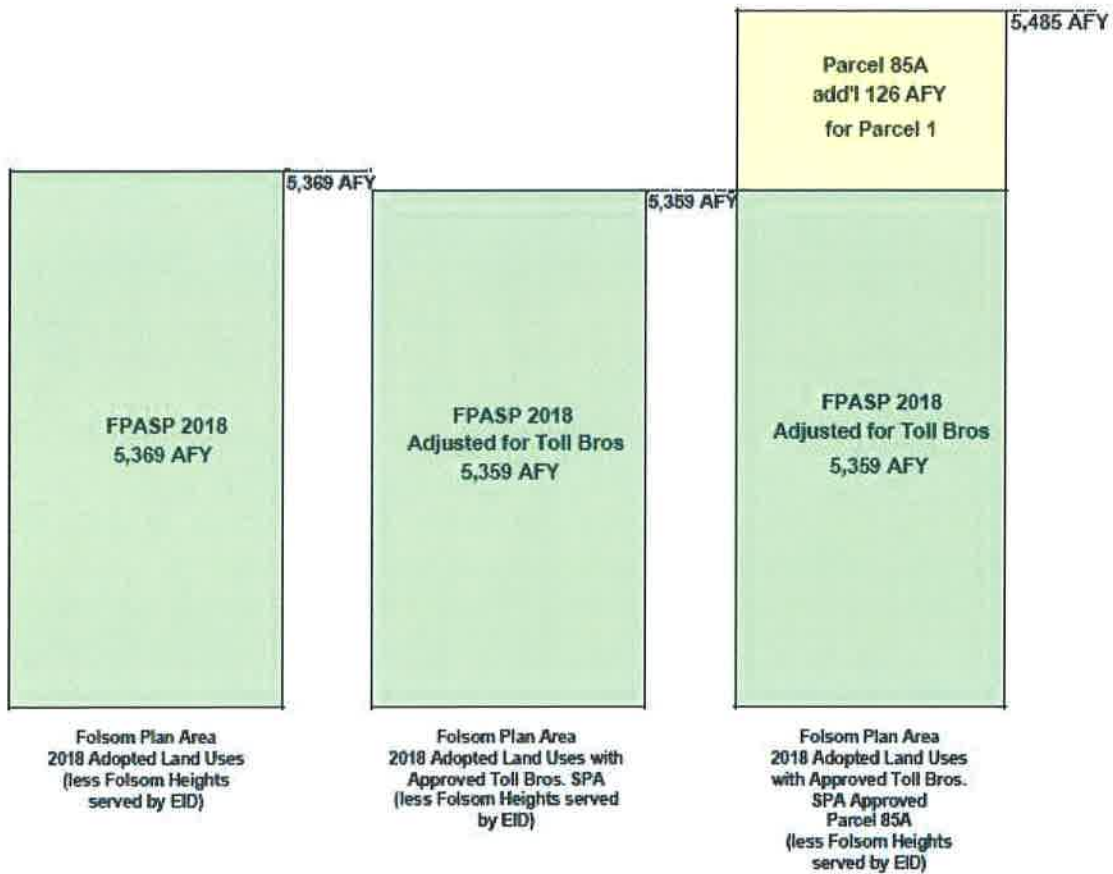 5,485 AFY
Parcel 85A
add'l 126 AFY
for Parcel 1
5,369 AFY
5,359 AFY
FPASP 2018
5,369 AFY
FPASP 2018
Adjusted for Toll Bros
5,359 AFY
FPASP 2018
Adjusted for Toll Bros
5,359 AFY
Folsom Plan Area
2018 Adopted Land Uses
(less Folsom Heights
served by EID)
Folsom Plan Area
2018 Adopted Land Uses with
Approved Toll Bros. SPA
(less Folsom Heights served
by EID)
Folsom Plan Area
2018 Adopted Land Uses
with Approved Toll Bros.
SPA Approved
Parcel 85A
(less Folsom Heights
served by EID)